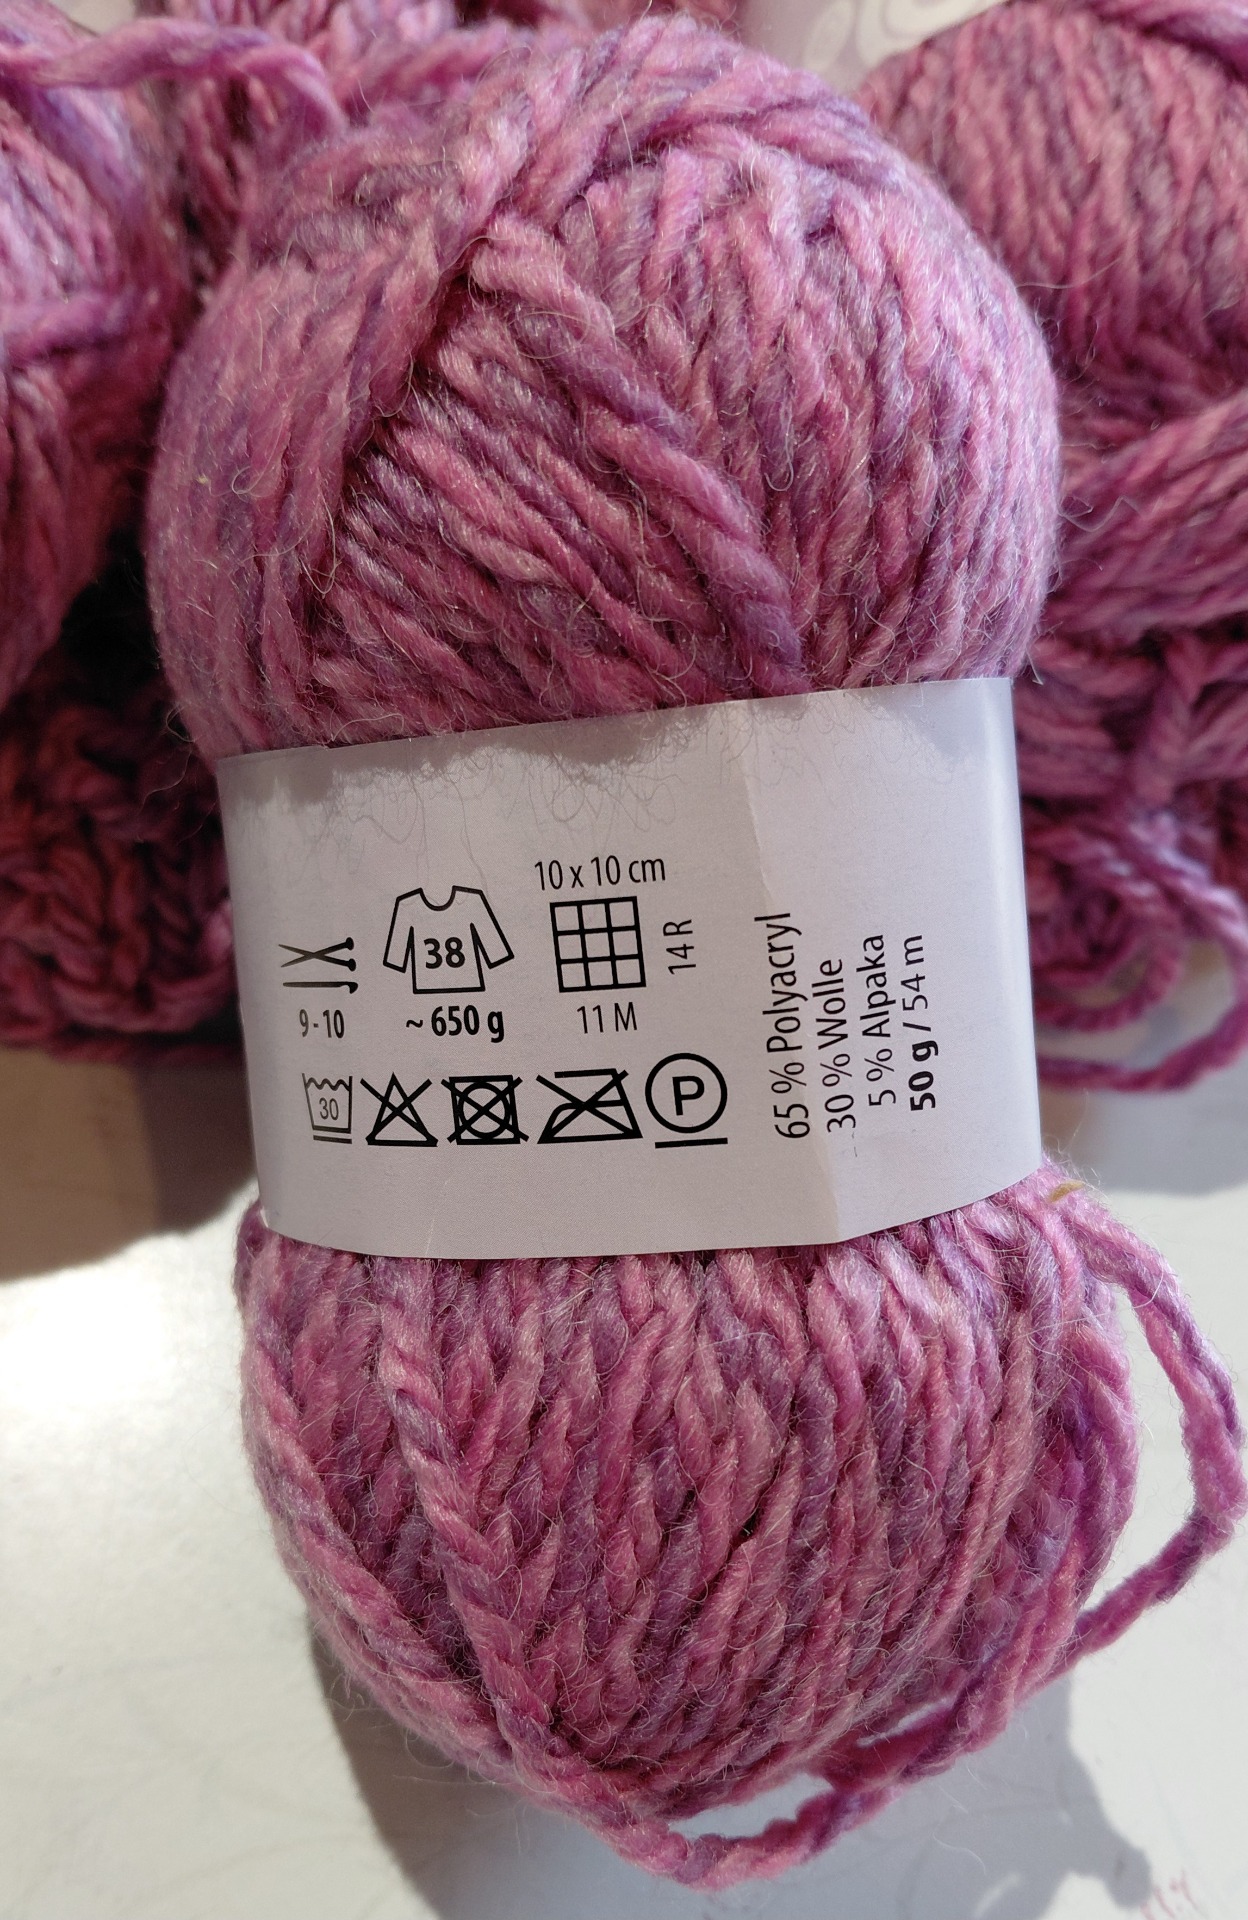 10 x 10 cm
38
14 R
9-10
~ 650 g
11 M
30
P
65 % Polyacryl
30 % Wolle
5 % Alpaka
50 g / 54 m